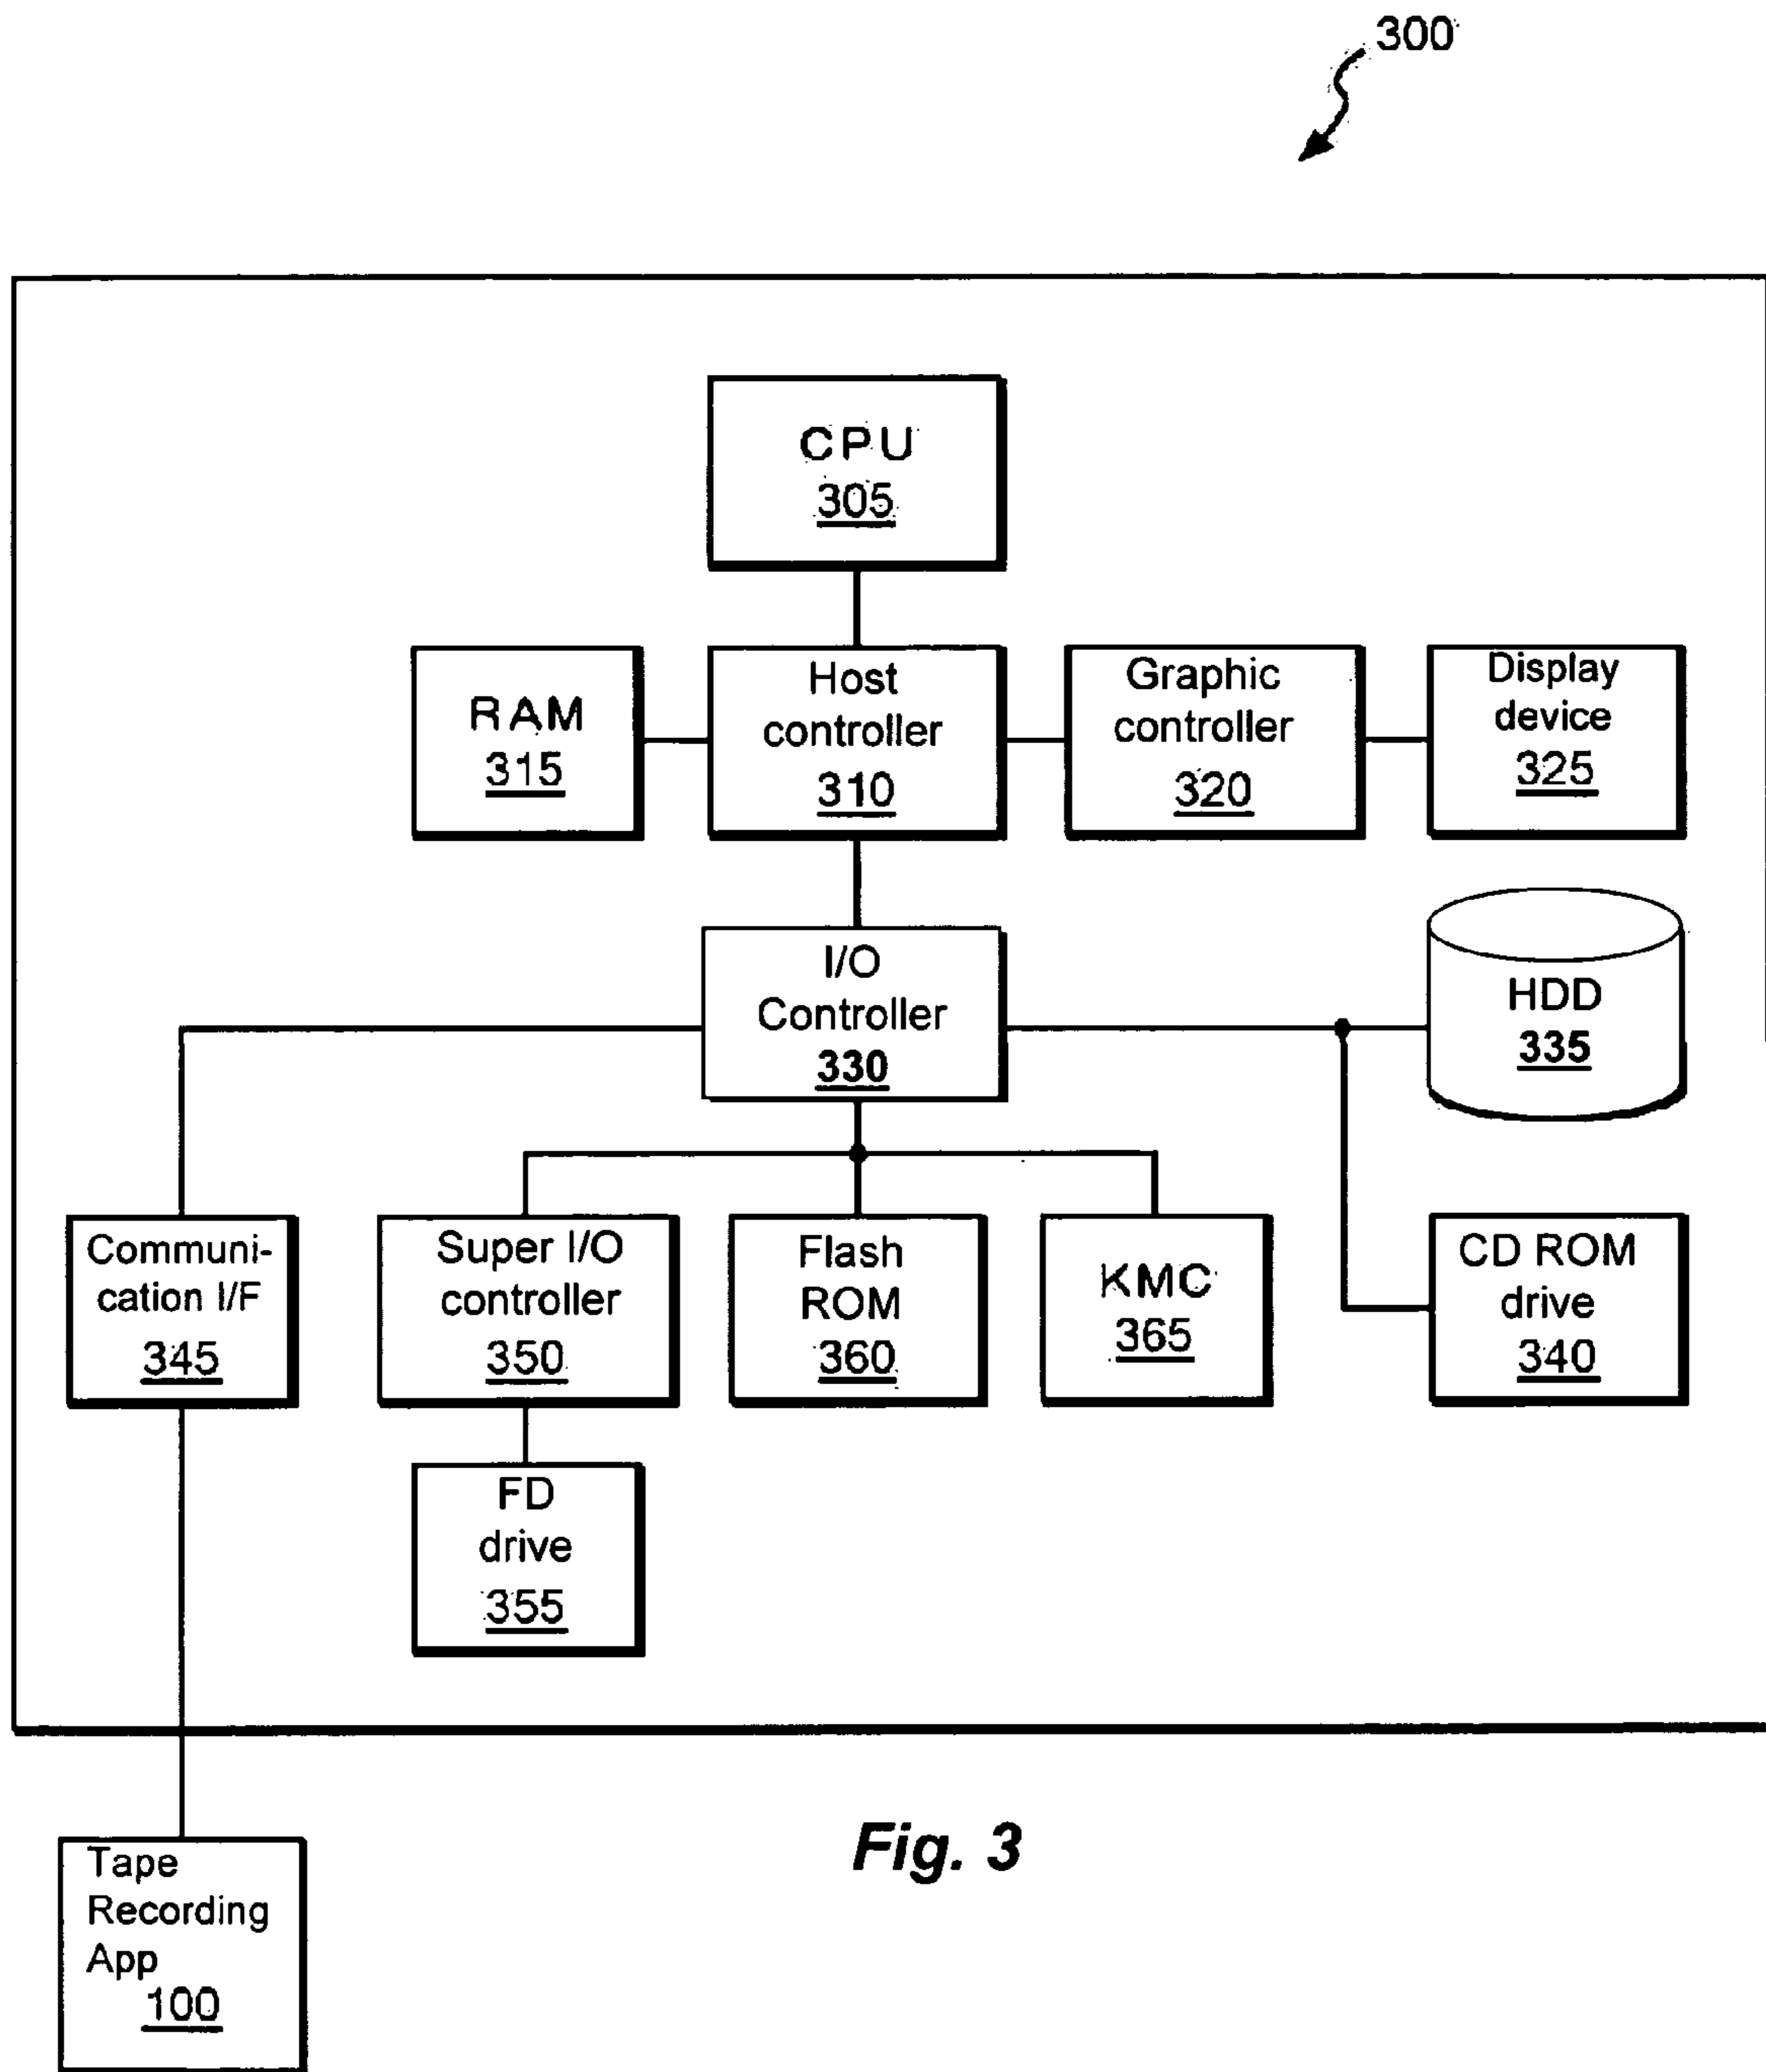 300
CPU
305
RAM
315
Host
controller
310
Graphic
controller
320
Display
device
325
I/O
Controller
330
HDD
335
Communi-
cation I/F
345
Super I/O
controller
350
Flash
ROM
360
KMC
365
CD ROM
drive
340
FD
drive
355
Tape
Recording
App
100
Fig. 3